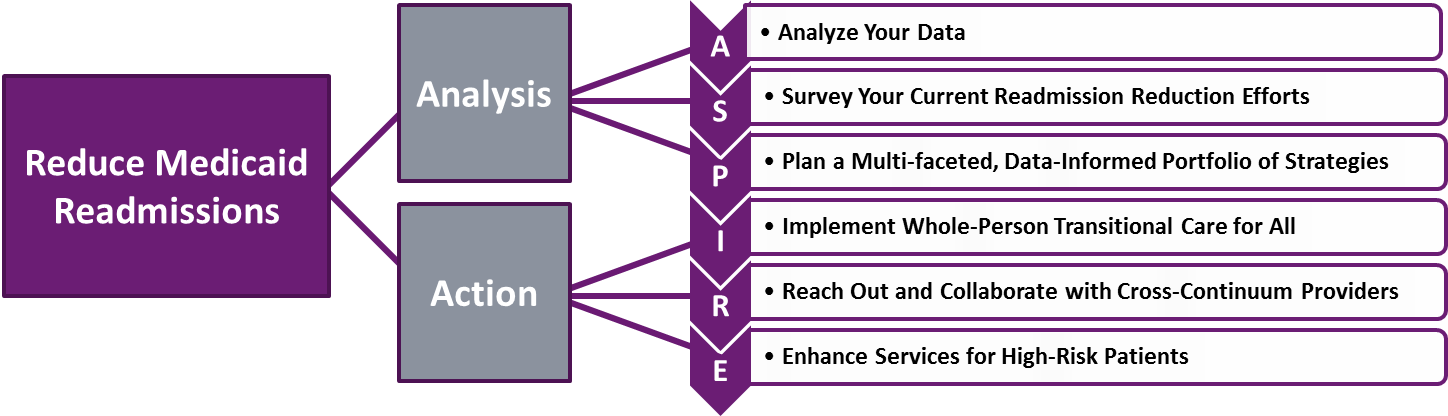 Reduce Medicaid
Readmissions
Analysis
Action
A
• Analyze Your Data
S
• Survey Your Current Readmission Reduction Efforts
P
• Plan a Multi-faceted, Data-Informed Portfolio of Strategies
I
• Implement Whole-Person Transitional Care for All
R
• Reach Out and Collaborate with Cross-Continuum Providers
E
• Enhance Services for High-Risk Patients